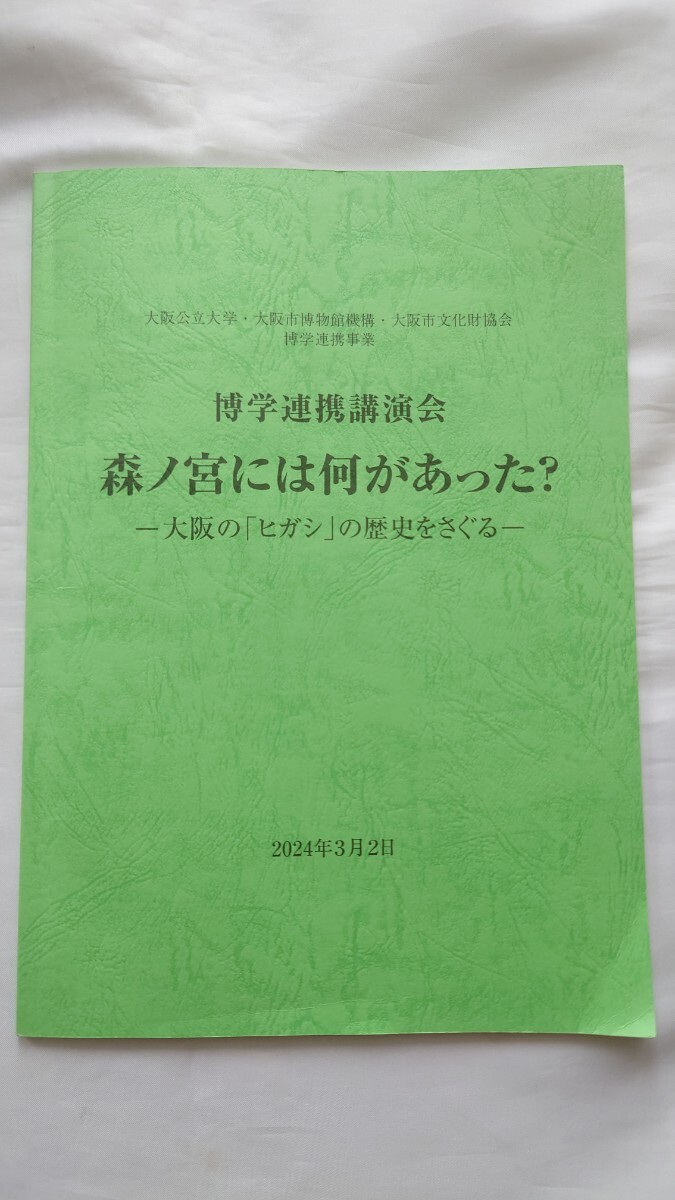 大阪公立大学・大阪市博物館機構・大阪市文化財協会
博学連携事業
博学連携講演会
森ノ宮には何があった?
―大阪の「ヒガシ」の歴史をさぐる―
2024年3月2日